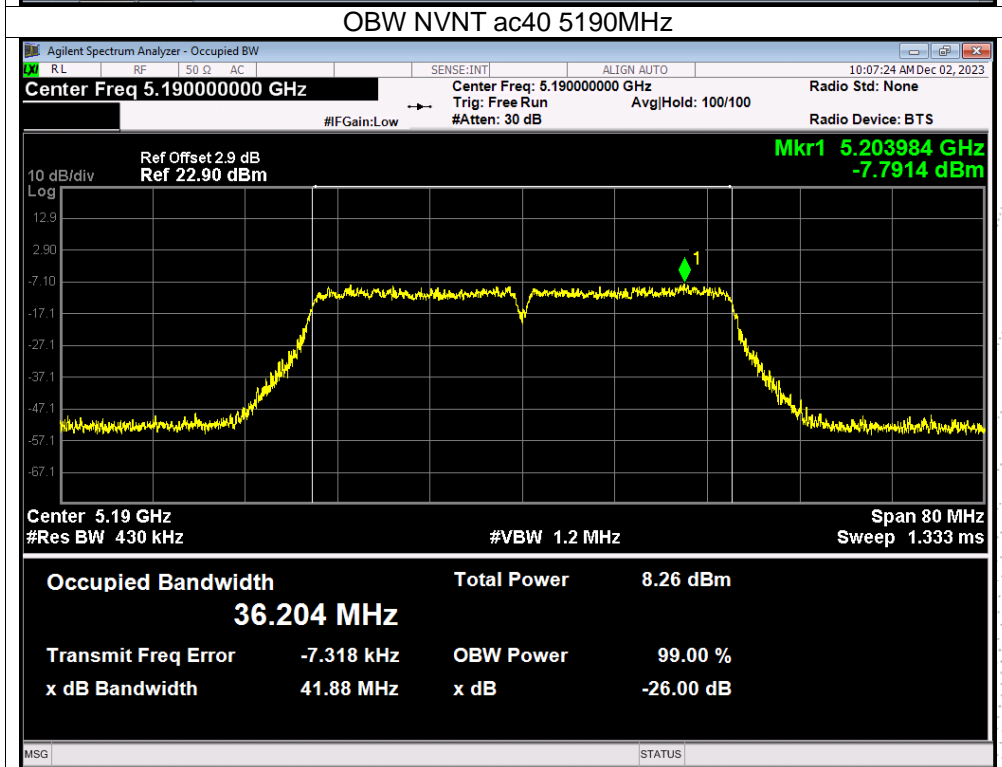 OBW NVNT ac40 5190MHz
Agilent Spectrum Analyzer - Occupied BW
LXI RL RF 50 Ω AC SENSE:INT ALIGN AUTO 10:07:24 AM Dec 02, 2023
Center Freq 5.190000000 GHz Center Freq: 5.190000000 GHz Radio Std: None
Trig: Free Run Avg|Hold: 100/100
#IFGain:Low #Atten: 30 dB Radio Device: BTS
Ref Offset 2.9 dB Mkr1 5.203984 GHz
10 dB/div Ref 22.90 dBm -7.7914 dBm
Log
12.9
2.90
1
-7.10
-17.1
-27.1
-37.1
-47.1
-57.1
-67.1
Center 5.19 GHz Span 80 MHz
#Res BW 430 kHz #VBW 1.2 MHz Sweep 1.333 ms
Occupied Bandwidth Total Power 8.26 dBm
36.204 MHz
Transmit Freq Error -7.318 kHz OBW Power 99.00 %
x dB Bandwidth 41.88 MHz x dB -26.00 dB
MSG STATUS